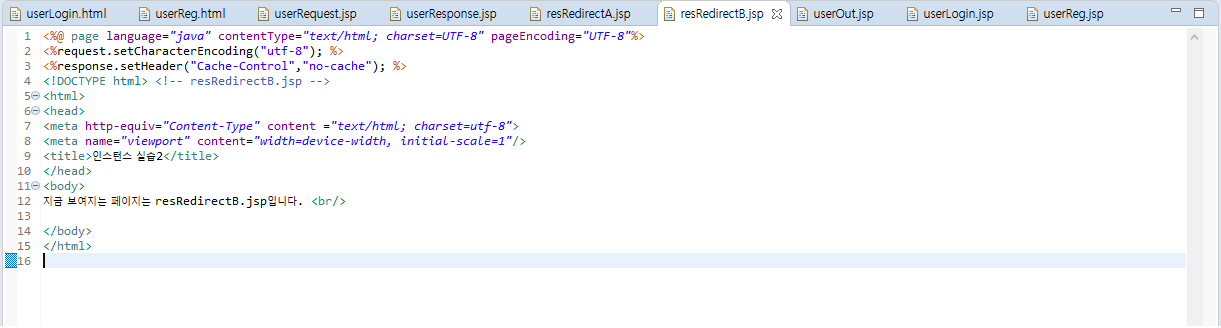 userLogin.html userReg.html userRequest.jsp userResponse.jsp resRedirectA.jsp resRedirectB.jsp userOut.jsp userLogin.jsp userReg.jsp
1 <%@ page language="java" contentType="text/html; charset=UTF-8" pageEncoding="UTF-8"%>
2 <%request.setCharacterEncoding("utf-8"); %>
3 <%response.setHeader("Cache-Control","no-cache"); %>
4 <!DOCTYPE html> <!-- resRedirectB.jsp -->
5 <html>
6 <head>
7 <meta http-equiv="Content-Type" content ="text/html; charset=utf-8">
8 <meta name="viewport" content="width=device-width, initial-scale=1"/>
9 <title>인스턴스 실습2</title>
10 </head>
11 <body>
12 지금 보여지는 페이지는 resRedirectB.jsp입니다. <br/>
13
14 </body>
15 </html>
16